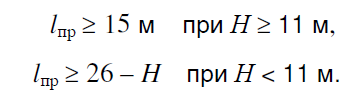 lпр ≥ 15 м при H ≥ 11 м,
lпр ≥ 26 – H при H < 11 м.